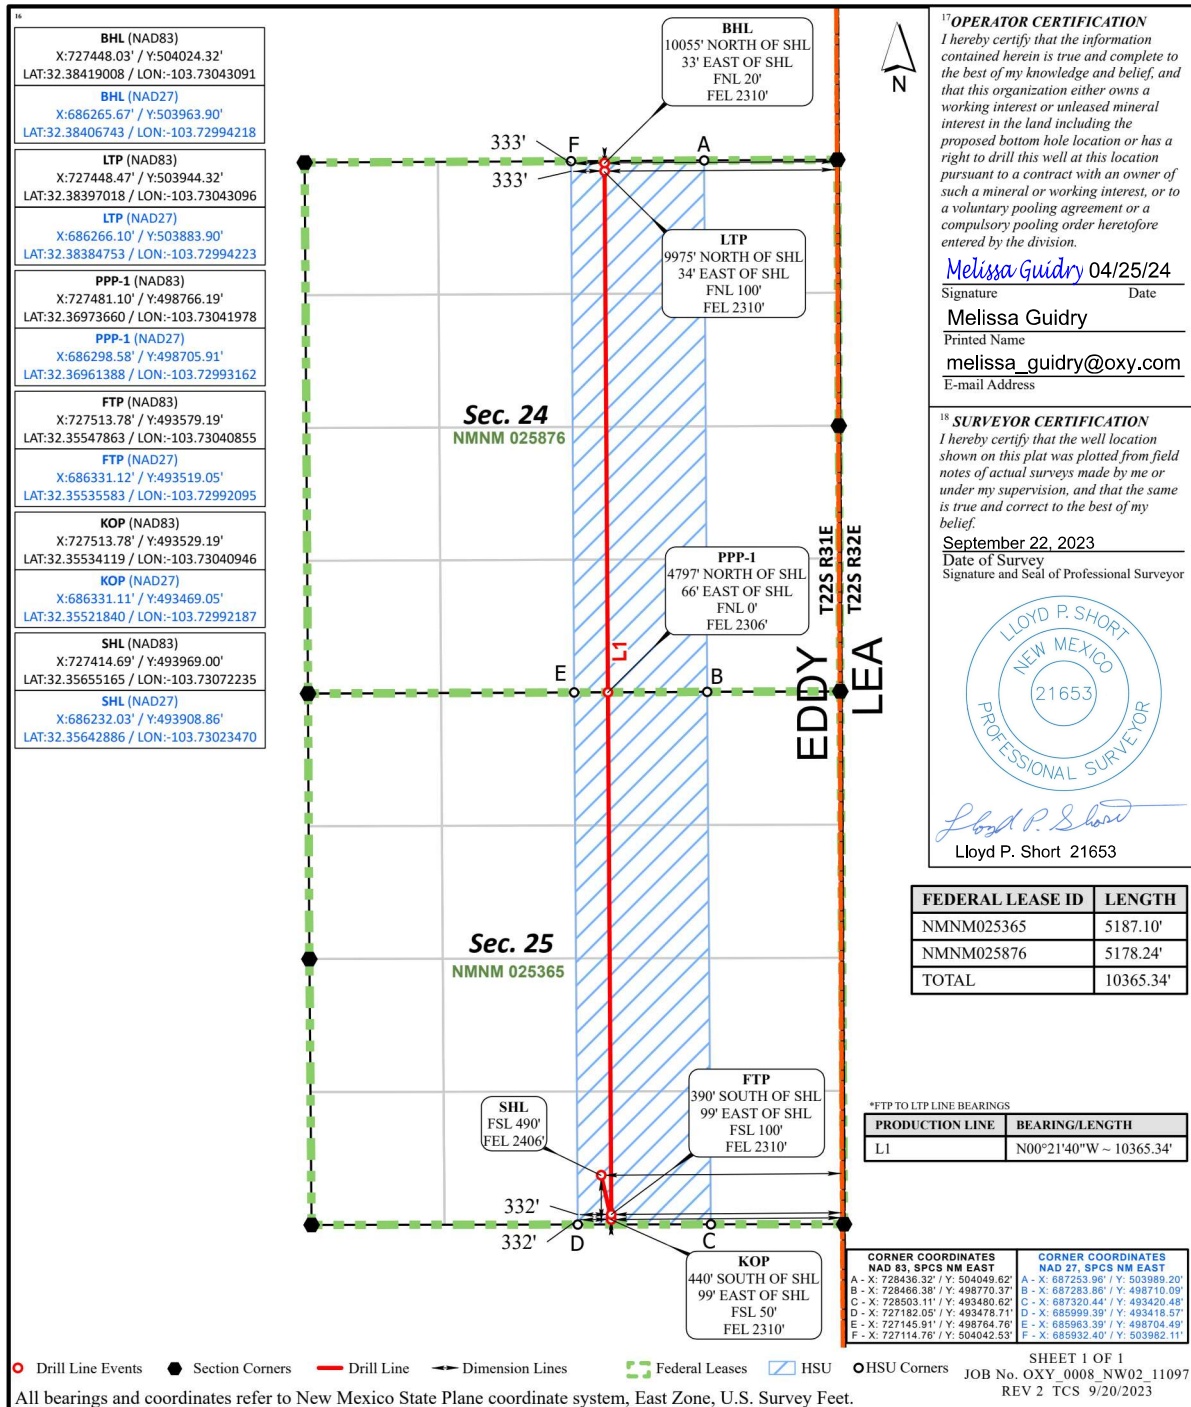 16
BHL (NAD83)
X:727448.03' / Y:504024.32'
LAT:32.38419008 / LON:-103.73043091
BHL (NAD27)
X:686265.67' / Y:503963.90'
LAT:32.38406743 / LON:-103.72994218
LTP (NAD83)
X:727448.47' / Y:503944.32'
LAT:32.38397018 / LON:-103.73043096
LTP (NAD27)
X:686266.10' / Y:503883.90'
LAT:32.38384753 / LON:-103.72994223
PPP-1 (NAD83)
X:727481.10' / Y:498766.19'
LAT:32.36973660 / LON:-103.73041978
PPP-1 (NAD27)
X:686298.58' / Y:498705.91'
LAT:32.36961388 / LON:-103.72993162
FTP (NAD83)
X:727513.78' / Y:493579.19'
LAT:32.35547863 / LON:-103.73040855
FTP (NAD27)
X:686331.12' / Y:493519.05'
LAT:32.35535583 / LON:-103.72992095
KOP (NAD83)
X:727513.78' / Y:493529.19'
LAT:32.35534119 / LON:-103.73040946
KOP (NAD27)
X:686331.11' / Y:493469.05'
LAT:32.35521840 / LON:-103.72992187
SHL (NAD83)
X:727414.69' / Y:493969.00'
LAT:32.35655165 / LON:-103.73072235
SHL (NAD27)
X:686232.03' / Y:493908.86'
LAT:32.35642886 / LON:-103.73023470
BHL
10055' NORTH OF SHL
33' EAST OF SHL
FNL 20'
FEL 2310'
N
333'
F
A
333'
LTP
9975' NORTH OF SHL
34' EAST OF SHL
FNL 100'
FEL 2310'
Sec. 24
NMNM 025876
PPP-1
4797' NORTH OF SHL
66' EAST OF SHL
FNL 0'
FEL 2306'
L1
E
B
T22S R31E
T22S R32E
EDDY
LEA
Sec. 25
NMNM 025365
SHL
FSL 490'
FEL 2406'
FTP
390' SOUTH OF SHL
99' EAST OF SHL
FSL 100'
FEL 2310'
332'
332'
D
C
KOP
440' SOUTH OF SHL
99' EAST OF SHL
FSL 50'
FEL 2310'
17 OPERATOR CERTIFICATION
I hereby certify that the information
contained herein is true and complete to
the best of my knowledge and belief, and
that this organization either owns a
working interest or unleased mineral
interest in the land including the
proposed bottom hole location or has a
right to drill this well at this location
pursuant to a contract with an owner of
such a mineral or working interest, or to
a voluntary pooling agreement or a
compulsory pooling order heretofore
entered by the division.
Melissa Guidry 04/25/24
Signature Date
Melissa Guidry
Printed Name
melissa_guidry@oxy.com
E-mail Address
18 SURVEYOR CERTIFICATION
I hereby certify that the well location
shown on this plat was plotted from field
notes of actual surveys made by me or
under my supervision, and that the same
is true and correct to the best of my
belief.
September 22, 2023
Date of Survey
Signature and Seal of Professional Surveyor
LLOYD P. SHORT
NEW MEXICO
21653
PROFESSIONAL SURVEYOR
Lloyd P. Short
Lloyd P. Short 21653
FEDERAL LEASE ID LENGTH
NMNM025365 5187.10'
NMNM025876 5178.24'
TOTAL 10365.34'
*FTP TO LTP LINE BEARINGS
PRODUCTION LINE BEARING/LENGTH
L1 N00°21'40"W ~ 10365.34'
CORNER COORDINATES
NAD 83, SPCS NM EAST
A - X: 728436.32' / Y: 504049.62'
B - X: 728466.38' / Y: 498770.37'
C - X: 728503.11' / Y: 493480.62'
D - X: 727182.05' / Y: 493478.71'
E - X: 727145.91' / Y: 498764.76'
F - X: 727114.76' / Y: 504042.53'
CORNER COORDINATES
NAD 27, SPCS NM EAST
A - X: 687253.96' / Y: 503989.20'
B - X: 687283.86' / Y: 498710.09'
C - X: 687320.44' / Y: 493420.48'
D - X: 685999.39' / Y: 493418.57'
E - X: 685963.39' / Y: 498704.49'
F - X: 685932.40' / Y: 503982.11'
Drill Line Events Section Corners Drill Line Dimension Lines Federal Leases HSU HSU Corners
SHEET 1 OF 1
JOB No. OXY_0008_NW02_11097
REV 2 TCS 9/20/2023
All bearings and coordinates refer to New Mexico State Plane coordinate system, East Zone, U.S. Survey Feet.